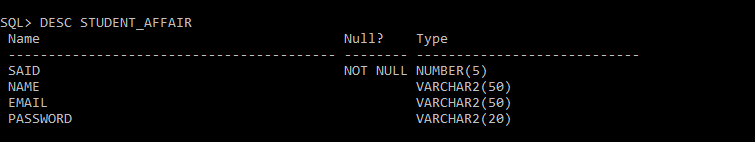 SQL> DESC STUDENT_AFFAIR
Name Null? Type
----------------------------------------- -------- ----------------------------
SAID NOT NULL NUMBER(5)
NAME VARCHAR2(50)
EMAIL VARCHAR2(50)
PASSWORD VARCHAR2(20)